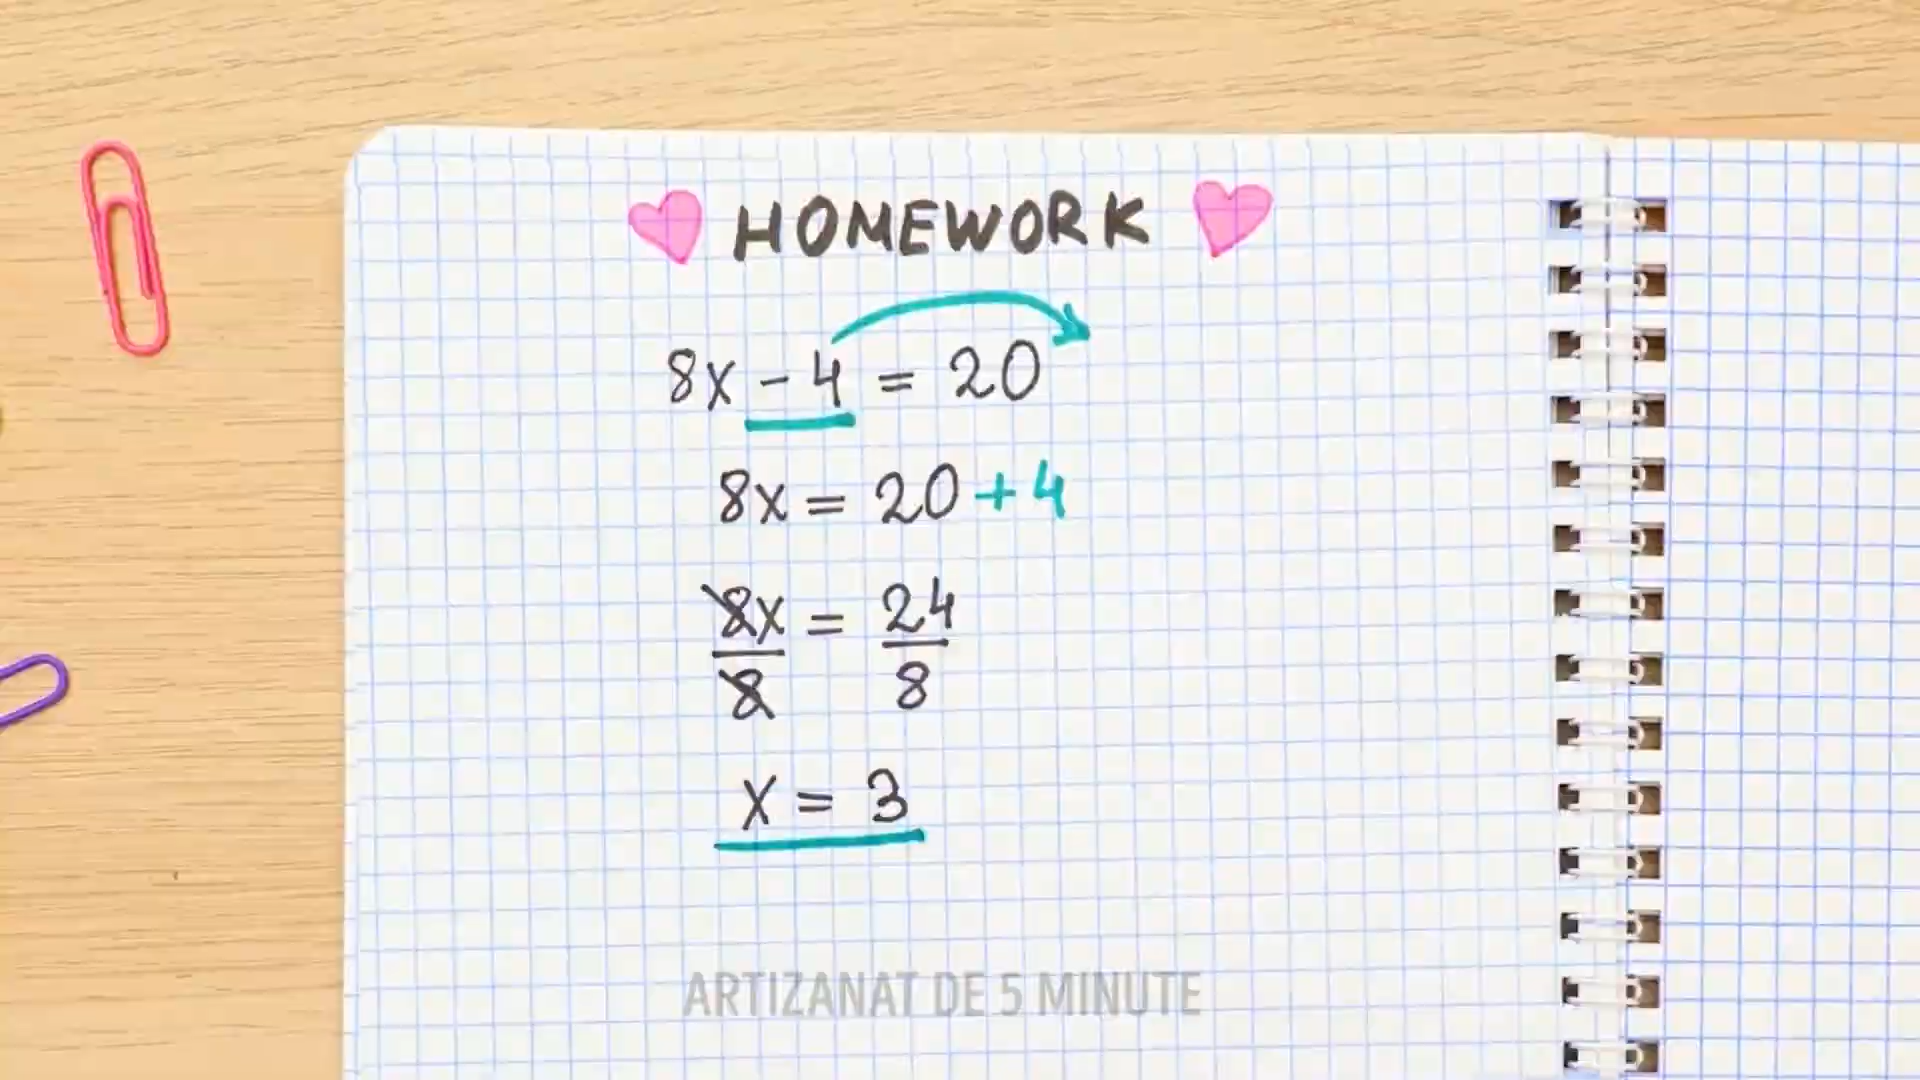 HOMEWORK
8x - 4 = 20
8x = 20 + 4
8x/8 = 24/8
x = 3
ARTIZANAT DE 5 MINUTE